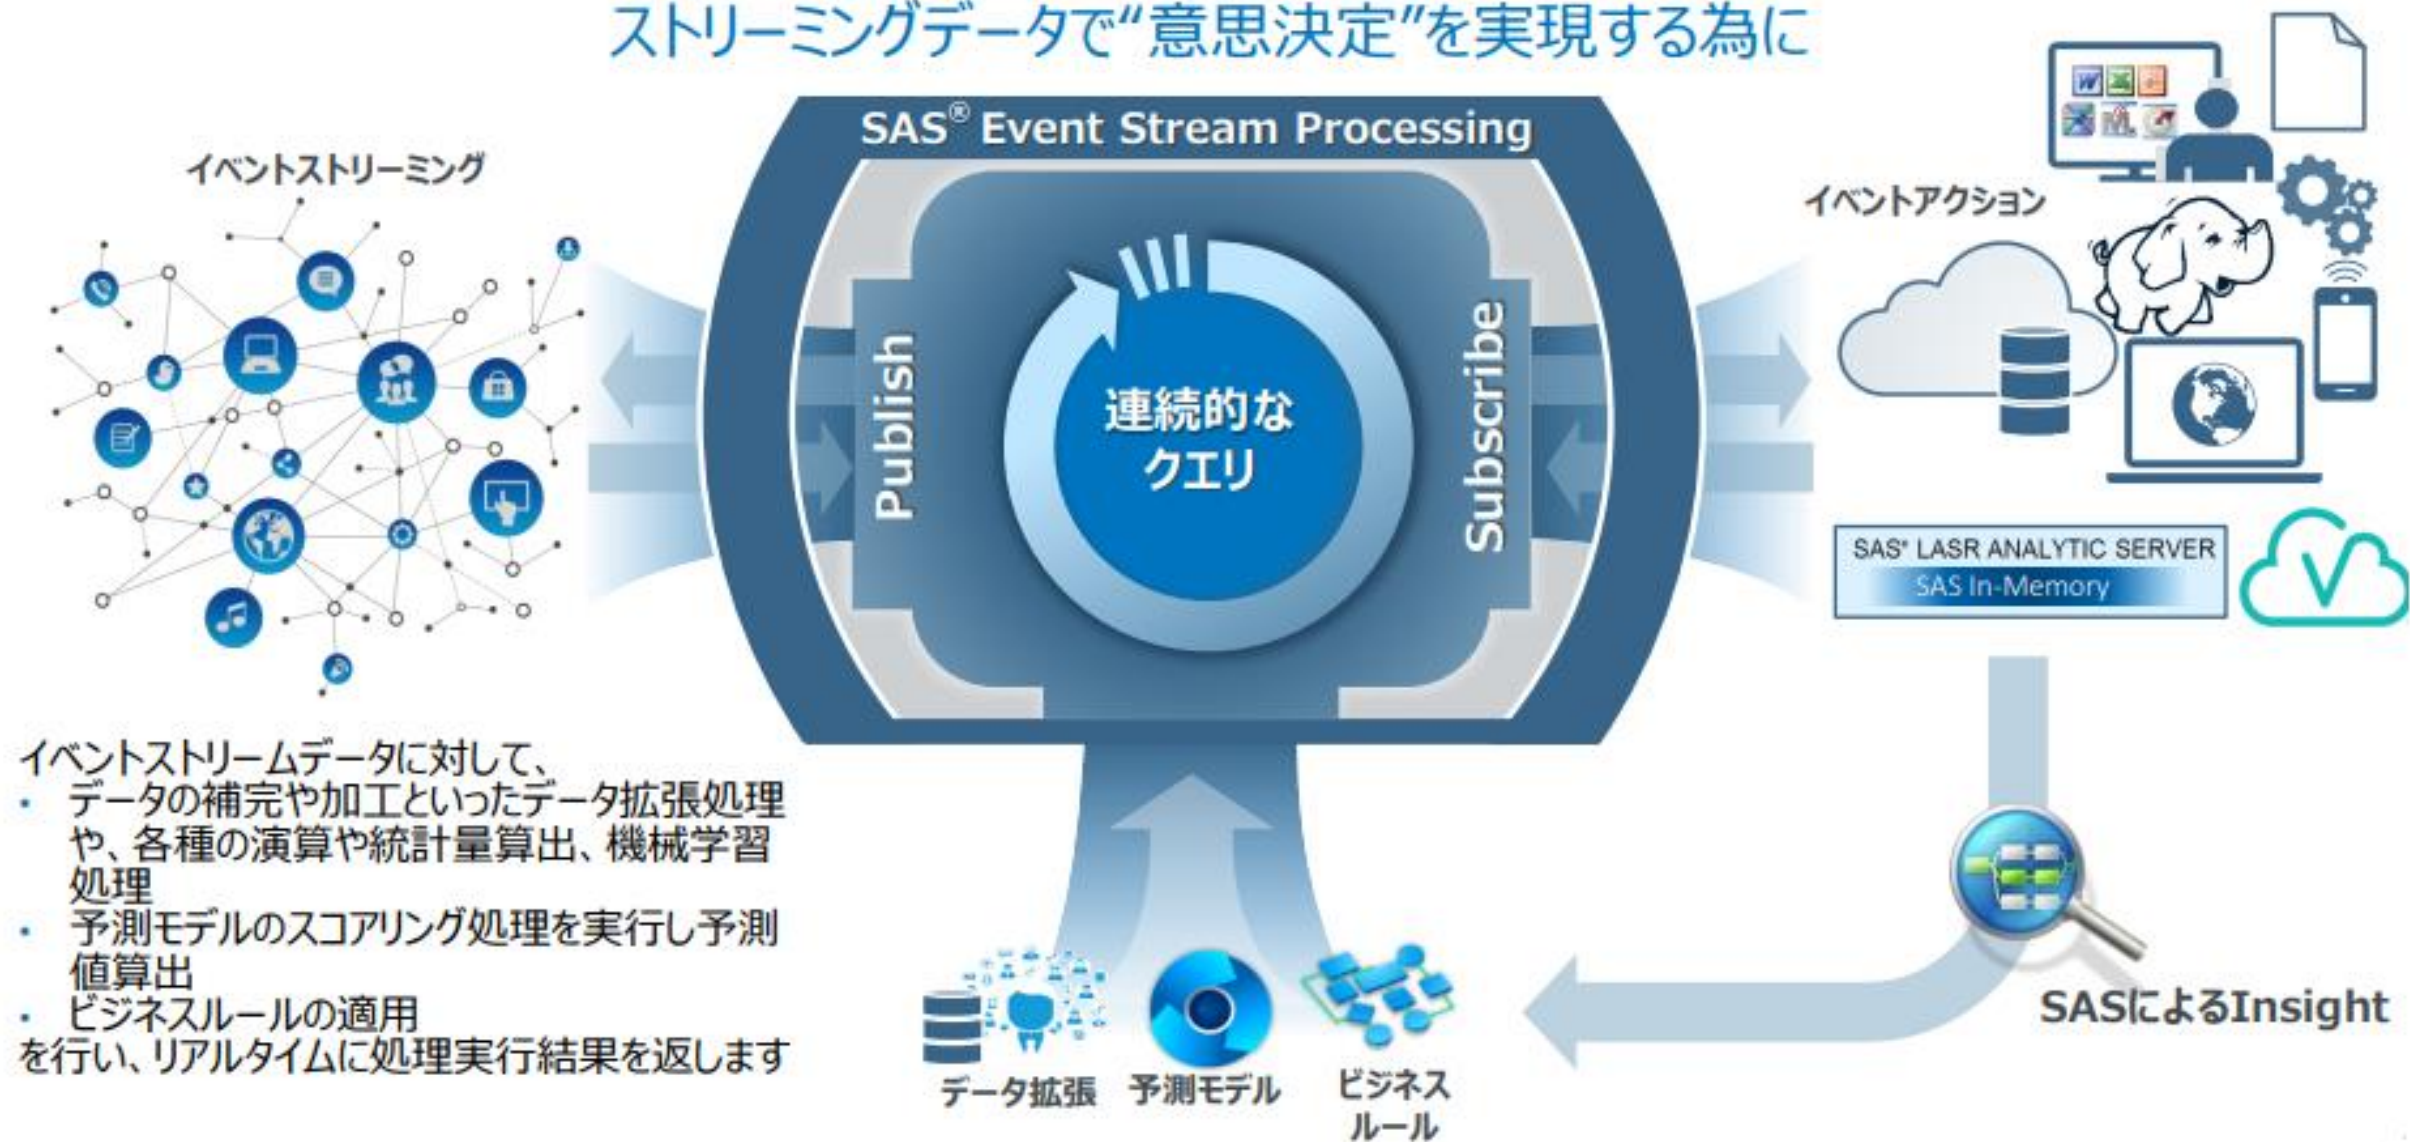 ストリーミングデータで“意思決定”を実現する為に
SAS® Event Stream Processing
イベントストリーミング
イベントアクション
Publish
連続的な
クエリ
Subscribe
SAS® LASR ANALYTIC SERVER
SAS In-Memory
イベントストリームデータに対して、
・ データの補完や加工といったデータ拡張処理
や、各種の演算や統計量算出、機械学習
処理
・ 予測モデルのスコアリング処理を実行し予測
値算出
・ ビジネスルールの適用
を行い、リアルタイムに処理実行結果を返します
SASによるInsight
データ拡張
予測モデル
ビジネス
ルール